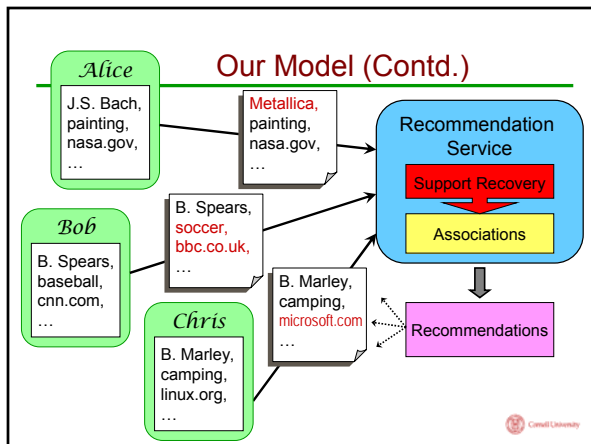 Our Model (Contd.)
Alice
J.S. Bach,
painting,
nasa.gov,
…
Metallica,
painting,
nasa.gov,
…
Recommendation
Service
Support Recovery
Associations
Bob
B. Spears,
baseball,
cnn.com,
…
B. Spears,
soccer,
bbc.co.uk,
…
Chris
B. Marley,
camping,
linux.org,
…
B. Marley,
camping,
microsoft.com
…
Recommendations
Cornell University